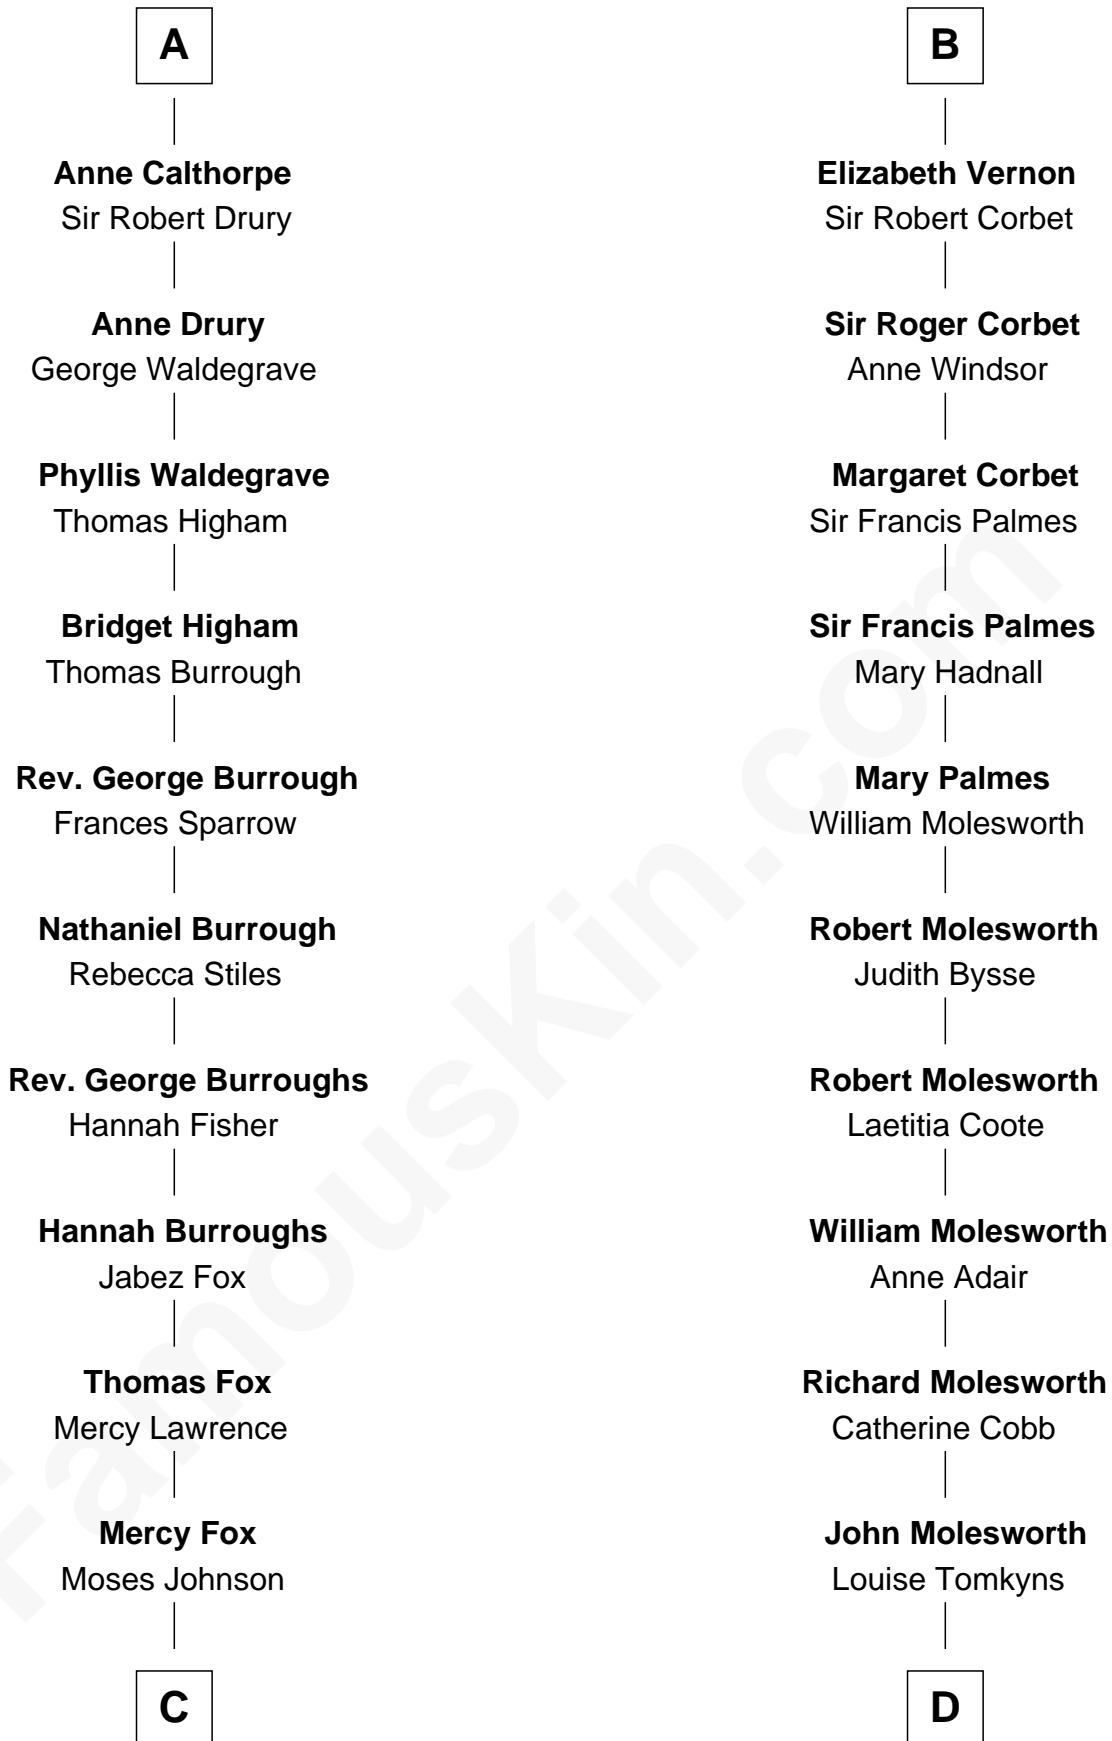 A
Anne Calthorpe
Sir Robert Drury
Anne Drury
George Waldegrave
Phyllis Waldegrave
Thomas Higham
Bridget Higham
Thomas Burrough
Rev. George Burrough
Frances Sparrow
Nathaniel Burrough
Rebecca Stiles
Rev. George Burroughs
Hannah Fisher
Hannah Burroughs
Jabez Fox
Thomas Fox
Mercy Lawrence
Mercy Fox
Moses Johnson
C
B
Elizabeth Vernon
Sir Robert Corbet
Sir Roger Corbet
Anne Windsor
Margaret Corbet
Sir Francis Palmes
Sir Francis Palmes
Mary Hadnall
Mary Palmes
William Molesworth
Robert Molesworth
Judith Bysse
Robert Molesworth
Laetitia Coote
William Molesworth
Anne Adair
Richard Molesworth
Catherine Cobb
John Molesworth
Louise Tomkyns
D
FamousKin.com